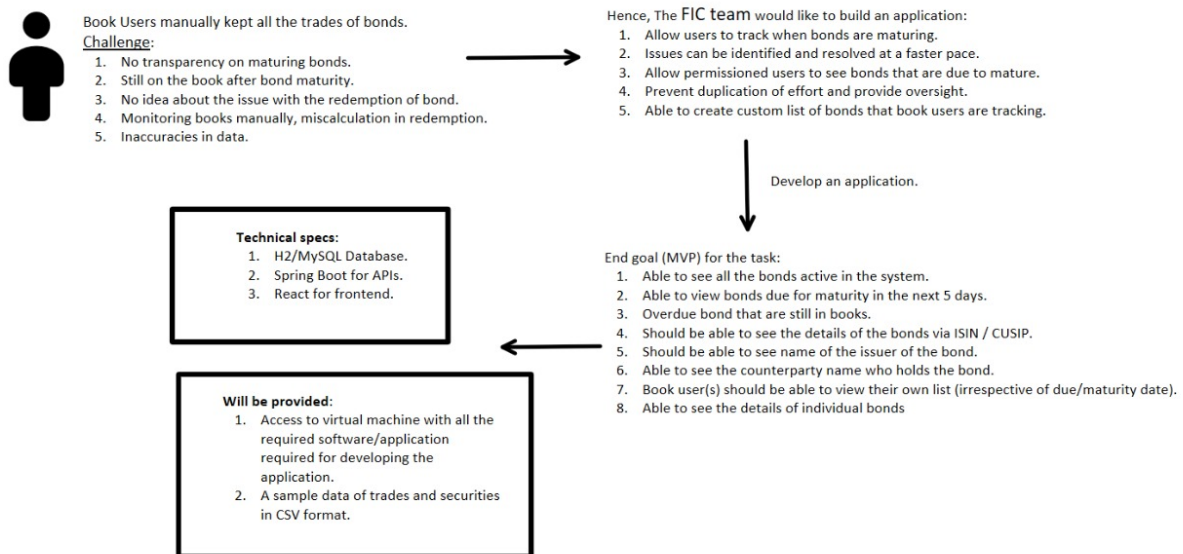 Book Users manually kept all the trades of bonds.
Challenge:
1. No transparency on maturing bonds.
2. Still on the book after bond maturity.
3. No idea about the issue with the redemption of bond.
4. Monitoring books manually, miscalculation in redemption.
5. Inaccuracies in data.
Hence, The FIC team would like to build an application:
1. Allow users to track when bonds are maturing.
2. Issues can be identified and resolved at a faster pace.
3. Allow permissioned users to see bonds that are due to mature.
4. Prevent duplication of effort and provide oversight.
5. Able to create custom list of bonds that book users are tracking.
Develop an application.
End goal (MVP) for the task:
1. Able to see all the bonds active in the system.
2. Able to view bonds due for maturity in the next 5 days.
3. Overdue bond that are still in books.
4. Should be able to see the details of the bonds via ISIN / CUSIP.
5. Should be able to see name of the issuer of the bond.
6. Able to see the counterparty name who holds the bond.
7. Book user(s) should be able to view their own list (irrespective of due/maturity date).
8. Able to see the details of individual bonds
Technical specs:
1. H2/MySQL Database.
2. Spring Boot for APIs.
3. React for frontend.
Will be provided:
1. Access to virtual machine with all the
required software/application
required for developing the
application.
2. A sample data of trades and securities
in CSV format.